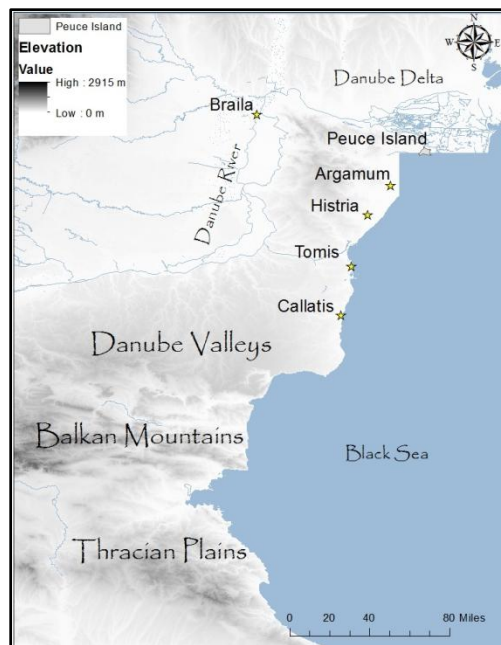 Peuce Island
Elevation
Value
High : 2915 m
Low : 0 m
N
W E
S
Danube Delta
Braila
Peuce Island
Danube River
Argamum
Histria
Tomis
Callatis
Danube Valleys
Balkan Mountains
Black Sea
Thracian Plains
0 20 40 80 Miles